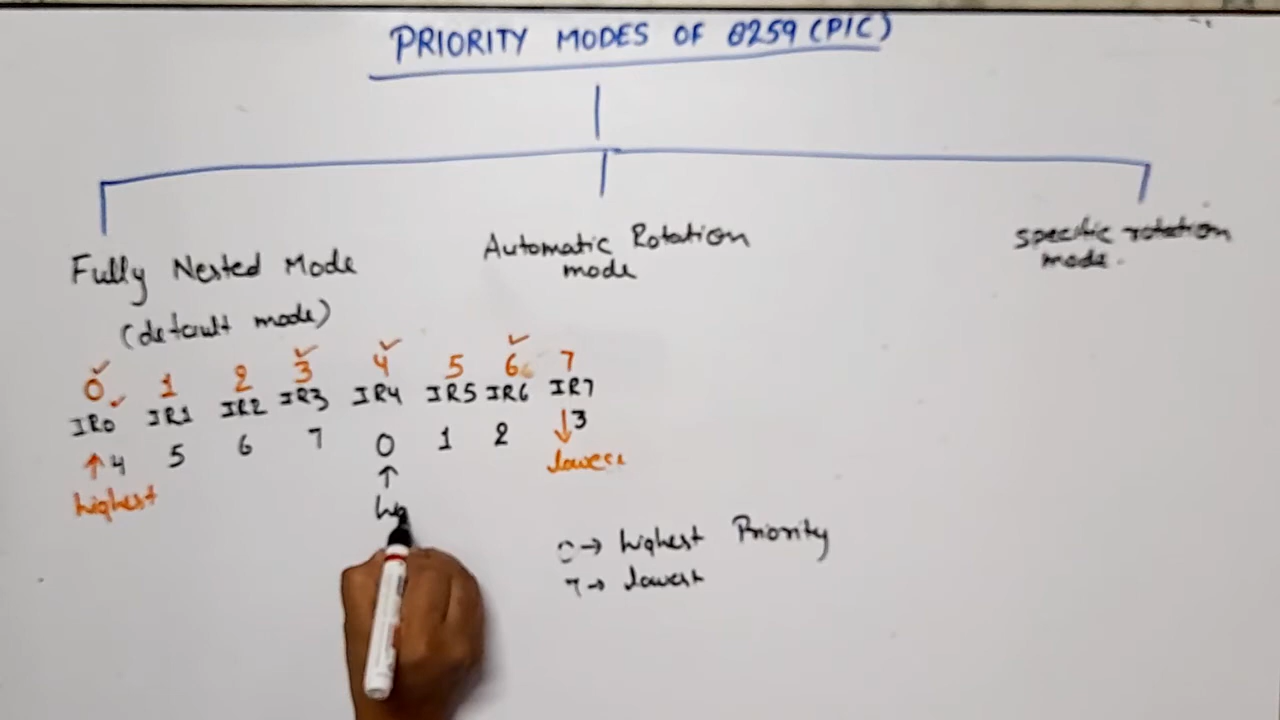 PRIORITY MODES OF 8259 (PIC)
Fully Nested Mode
(default mode)
Automatic Rotation
mode
specific rotation
mode.
0 1 2 3 4 5 6 7
IR0 IR1 IR2 IR3 IR4 IR5 IR6 IR7
4 5 6 7 0 1 2 3
highest
lowest
0→ highest Priority
7→ lowest